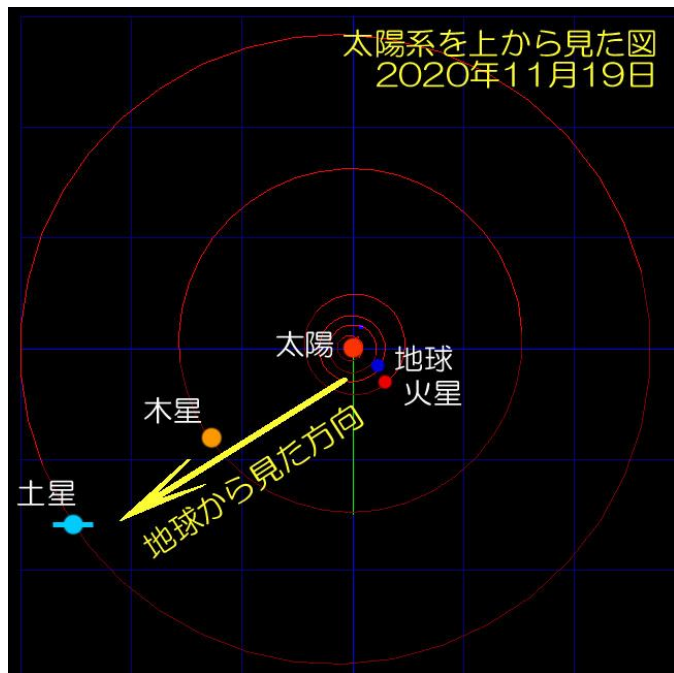 太陽系を上から見た図
2020年11月19日
太陽
地球
火星
木星
地球から見た方向
土星